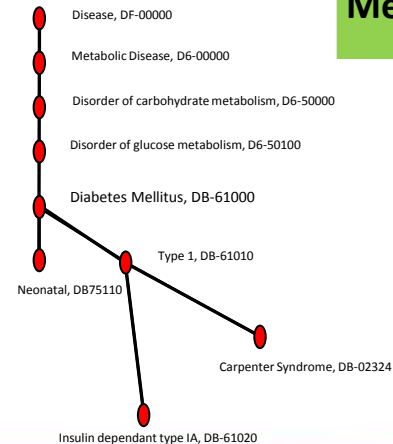 Disease, DF-00000
Metabolic Disease, D6-00000
Disorder of carbohydrate metabolism, D6-50000
Disorder of glucose metabolism, D6-50100
Diabetes Mellitus, DB-61000
Type 1, DB-61010
Neonatal, DB75110
Carpenter Syndrome, DB-02324
Insulin dependant type IA, DB-61020